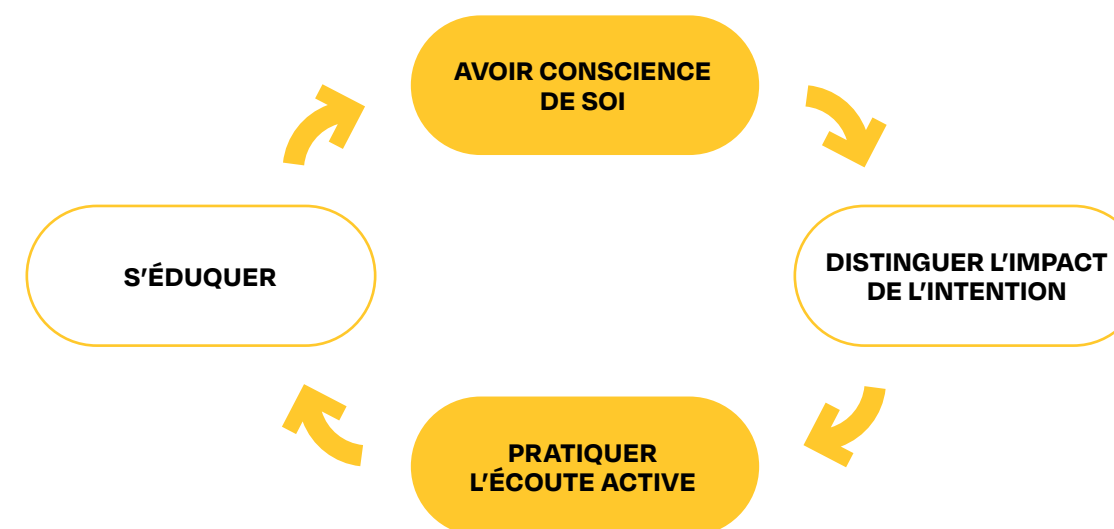 AVOIR CONSCIENCE
DE SOI
S’ÉDUQUER
DISTINGUER L’IMPACT
DE L’INTENTION
PRATIQUER
L’ÉCOUTE ACTIVE